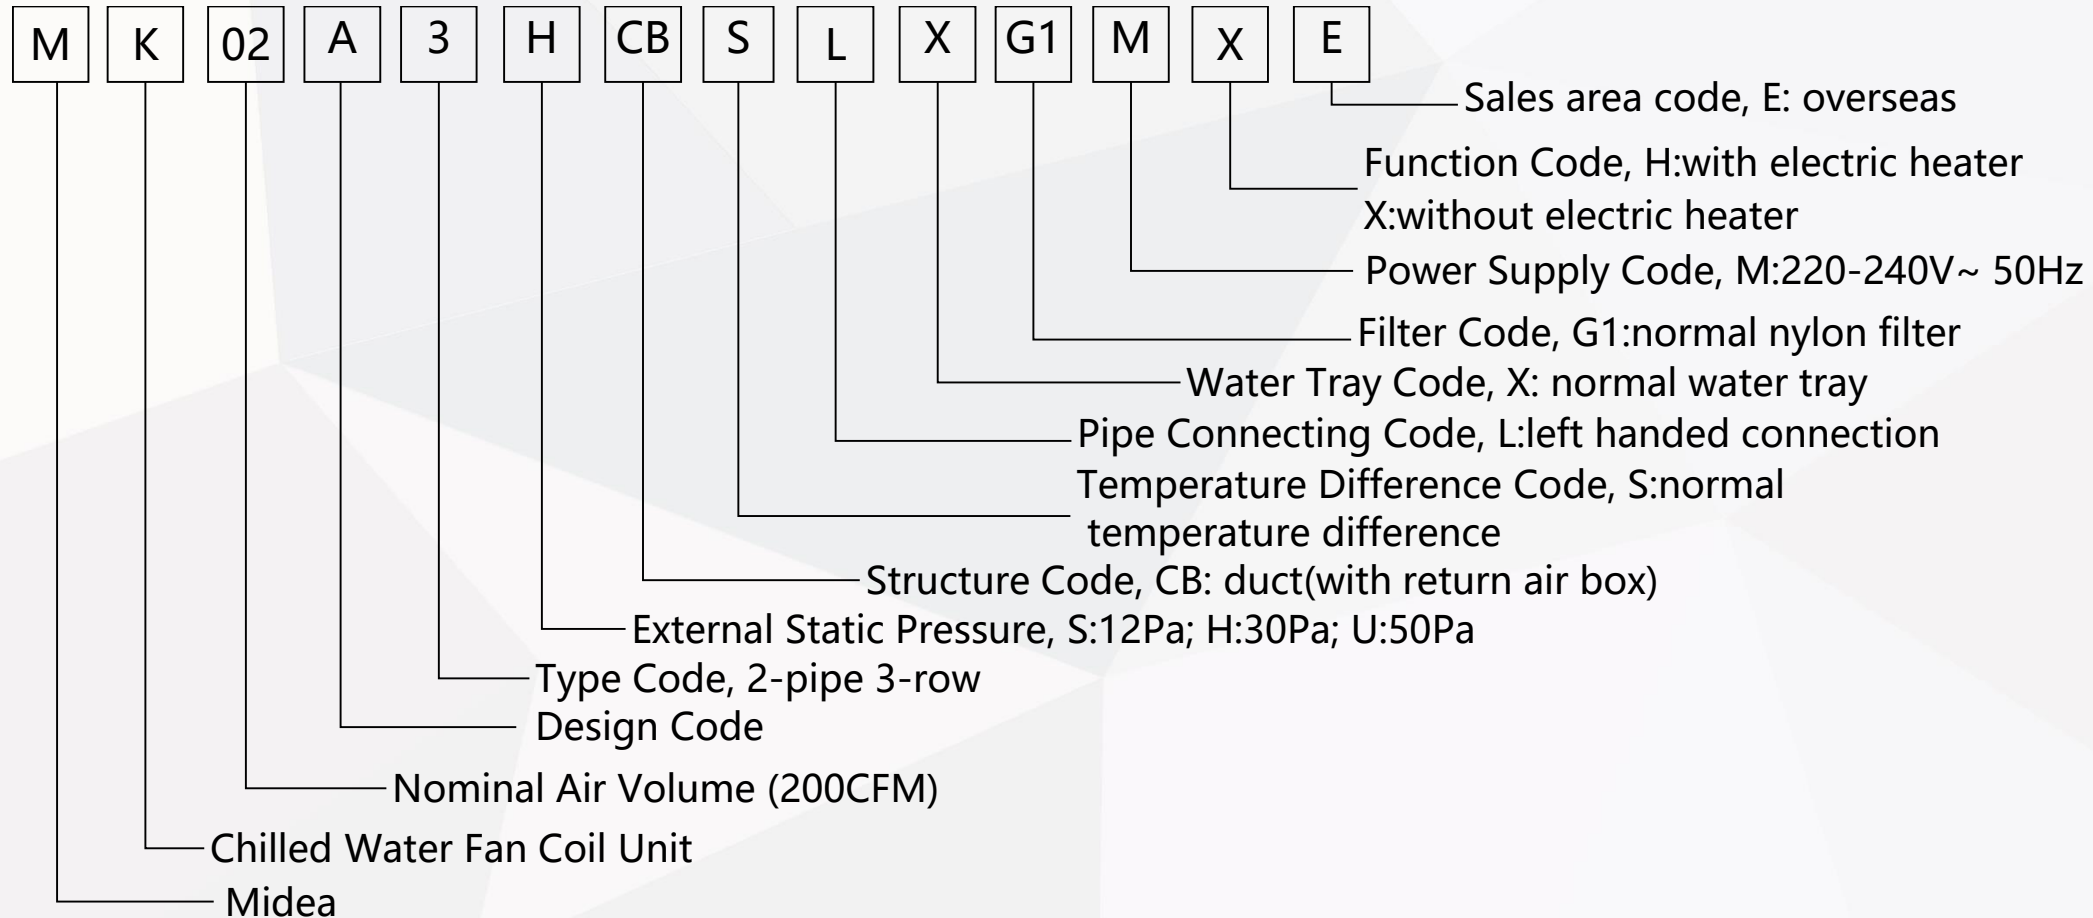 M K 02 A 3 H CB S L X G1 M X E
Sales area code, E: overseas
Function Code, H:with electric heater
X:without electric heater
Power Supply Code, M:220-240V~ 50Hz
Filter Code, G1:normal nylon filter
Water Tray Code, X: normal water tray
Pipe Connecting Code, L:left handed connection
Temperature Difference Code, S:normal
temperature difference
Structure Code, CB: duct(with return air box)
External Static Pressure, S:12Pa; H:30Pa; U:50Pa
Type Code, 2-pipe 3-row
Design Code
Nominal Air Volume (200CFM)
Chilled Water Fan Coil Unit
Midea